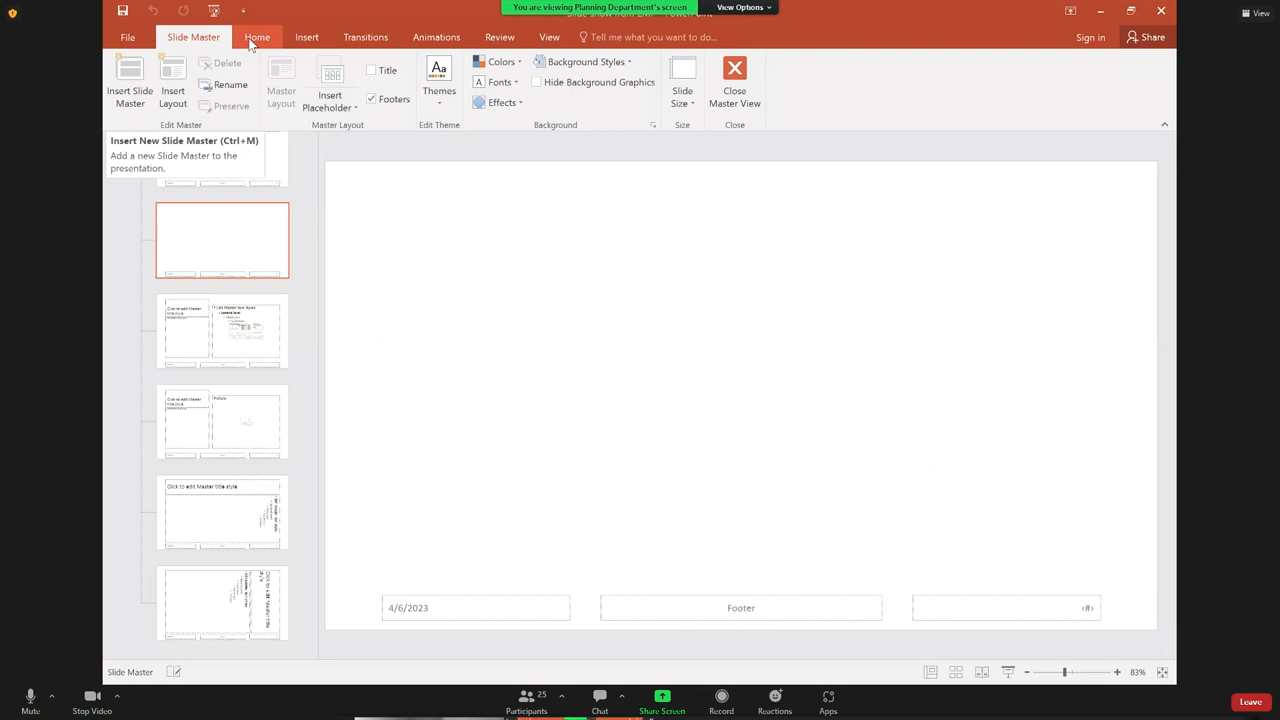 You are viewing Planning Department's screen
View Options
View
File
Slide Master
Home
Insert
Transitions
Animations
Review
View
Tell me what you want to do...
Sign in
Share
Insert Slide Master
Insert Layout
Delete
Rename
Preserve
Edit Master
Master Layout
Insert Placeholder
Title
Footers
Master Layout
Themes
Edit Theme
Colors
Fonts
Effects
Background Styles
Hide Background Graphics
Background
Slide Size
Size
Close Master View
Close
Insert New Slide Master (Ctrl+M)
Add a new Slide Master to the
presentation.
Click to edit Master title style
4/6/2023
Footer
‹#›
Slide Master
83%
Mute
Stop Video
25
Participants
Chat
Share Screen
Record
Reactions
Apps
Leave